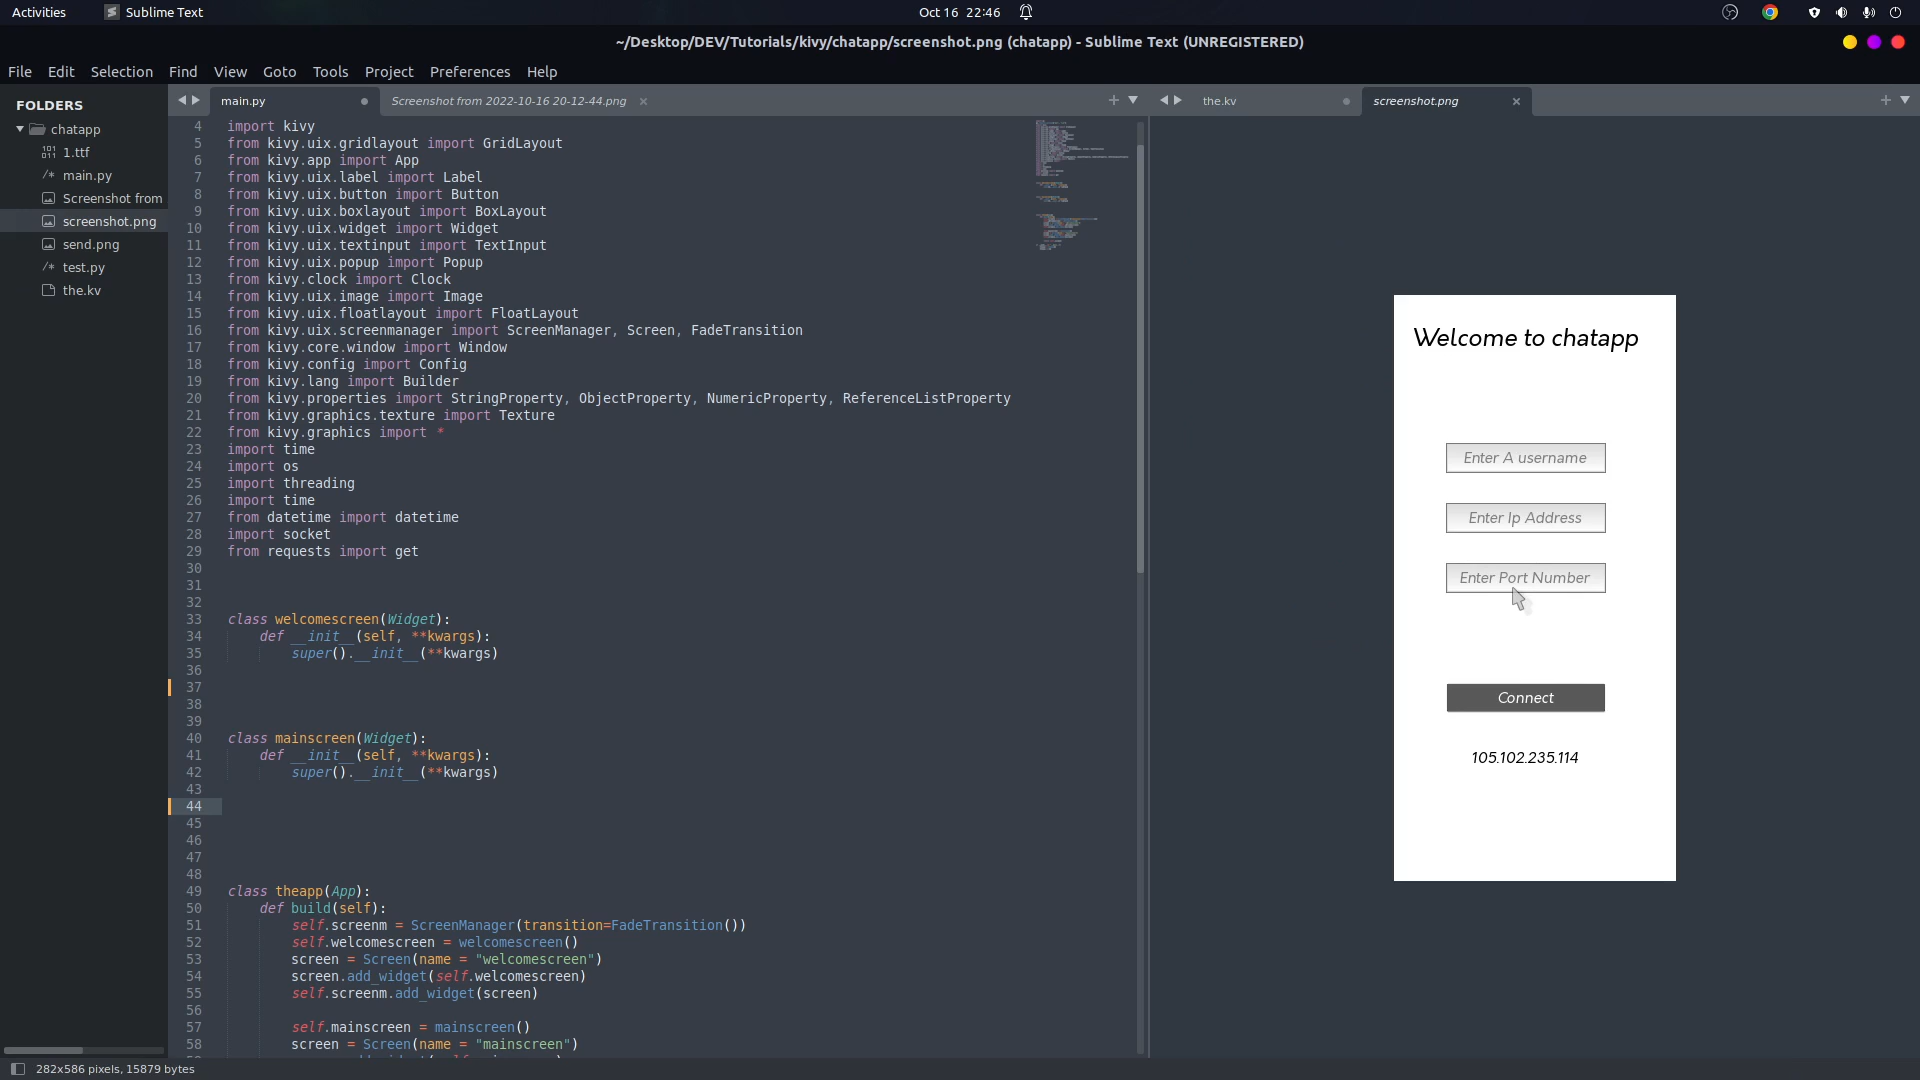 Activities
Sublime Text
Oct 16 22:46
~/Desktop/DEV/Tutorials/kivy/chatapp/screenshot.png (chatapp) - Sublime Text (UNREGISTERED)
File Edit Selection Find View Goto Tools Project Preferences Help
FOLDERS
chatapp
1.ttf
main.py
Screenshot from
screenshot.png
send.png
test.py
the.kv
main.py
Screenshot from 2022-10-16 20-12-44.png
4 import kivy
5 from kivy.uix.gridlayout import GridLayout
6 from kivy.app import App
7 from kivy.uix.label import Label
8 from kivy.uix.button import Button
9 from kivy.uix.boxlayout import BoxLayout
10 from kivy.uix.widget import Widget
11 from kivy.uix.textinput import TextInput
12 from kivy.uix.popup import Popup
13 from kivy.clock import Clock
14 from kivy.uix.image import Image
15 from kivy.uix.floatlayout import FloatLayout
16 from kivy.uix.screenmanager import ScreenManager, Screen, FadeTransition
17 from kivy.core.window import Window
18 from kivy.config import Config
19 from kivy.lang import Builder
20 from kivy.properties import StringProperty, ObjectProperty, NumericProperty, ReferenceListProperty
21 from kivy.graphics.texture import Texture
22 from kivy.graphics import *
23 import time
24 import os
25 import threading
26 import time
27 from datetime import datetime
28 import socket
29 from requests import get
30
31
32
33 class welcomescreen(Widget):
34 def __init__(self, **kwargs):
35 super().__init__(**kwargs)
36
37
38
39
40 class mainscreen(Widget):
41 def __init__(self, **kwargs):
42 super().__init__(**kwargs)
43
44
45
46
47
48
49 class theapp(App):
50 def build(self):
51 self.screenm = ScreenManager(transition=FadeTransition())
52 self.welcomescreen = welcomescreen()
53 screen = Screen(name = "welcomescreen")
54 screen.add_widget(self.welcomescreen)
55 self.screenm.add_widget(screen)
56
57 self.mainscreen = mainscreen()
58 screen = Screen(name = "mainscreen")
the.kv
screenshot.png
Welcome to chatapp
Enter A username
Enter Ip Address
Enter Port Number
Connect
105.102.235.114
282x586 pixels, 15879 bytes